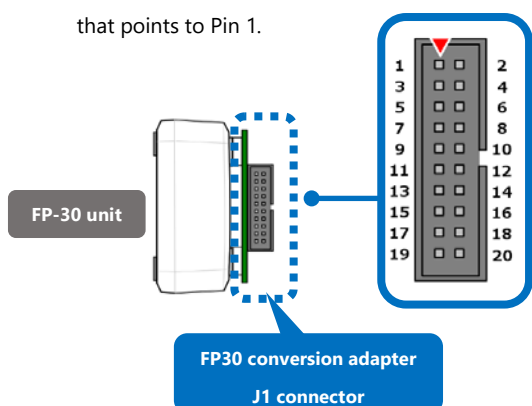 that points to Pin 1.
1 2
3 4
5 6
7 8
9 10
11 12
13 14
15 16
17 18
19 20
FP-30 unit
FP30 conversion adapter
J1 connector